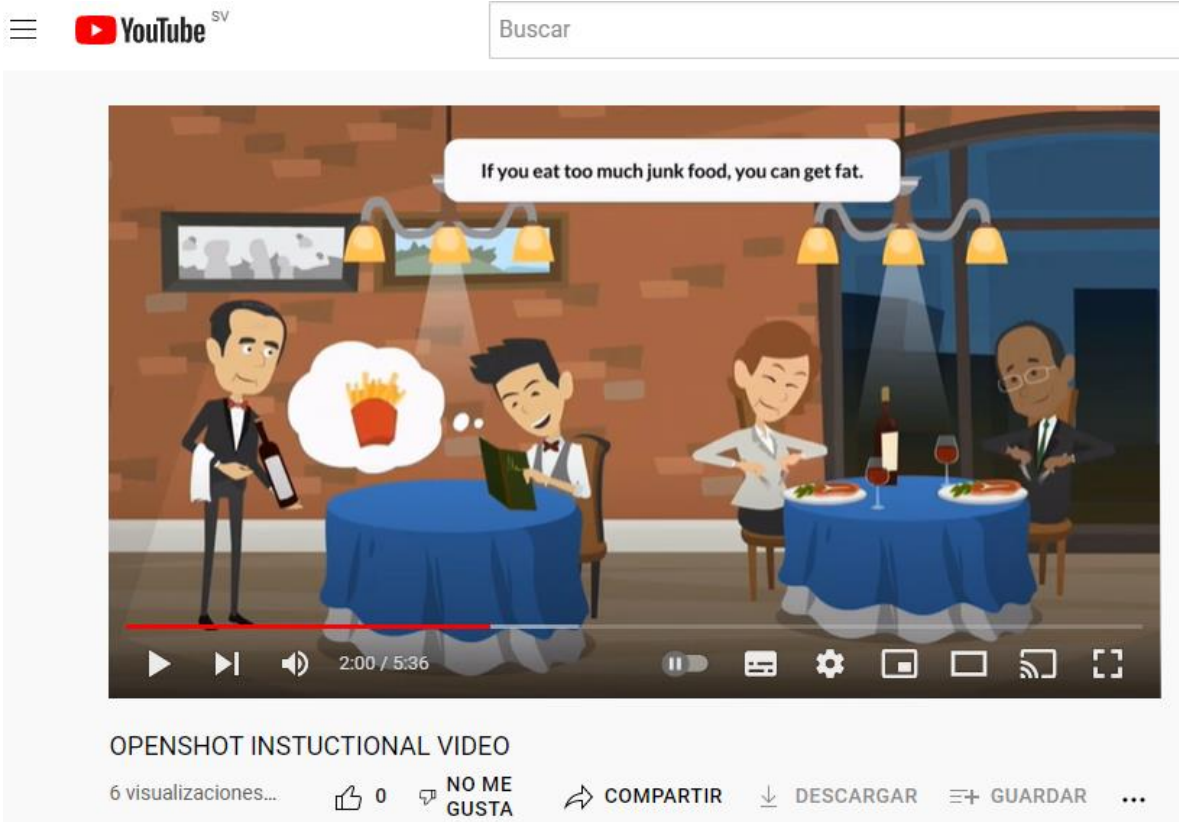 YouTube SV
Buscar
If you eat too much junk food, you can get fat.
2:00 / 5:36
OPENSHOT INSTUCTIONAL VIDEO
6 visualizaciones...
0
NO ME
GUSTA
COMPARTIR
DESCARGAR
GUARDAR